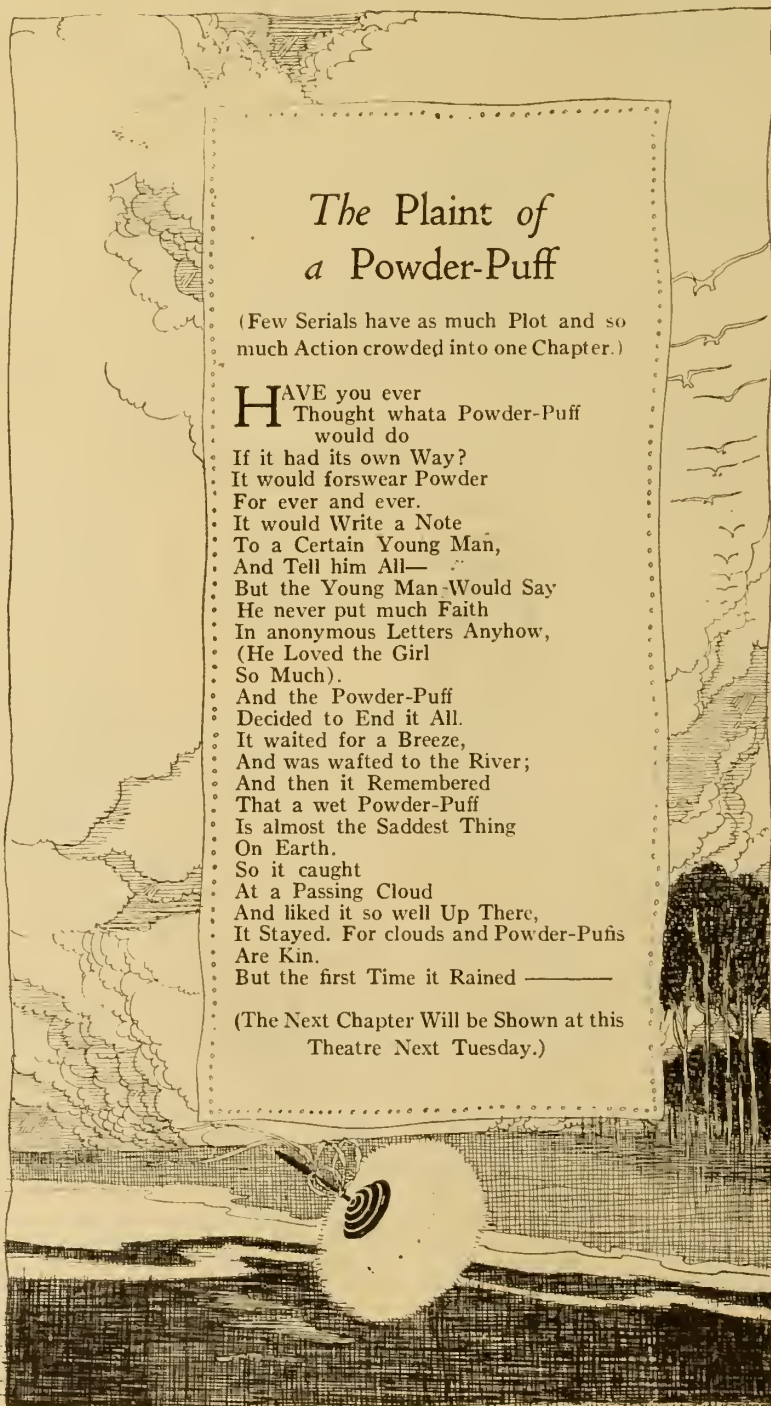 The Plaint of
a Powder-Puff
(Few Serials have as much Plot and so
much Action crowded into one Chapter.)
HAVE you ever
Thought whata Powder-Puff
would do
If it had its own Way?
It would forswear Powder
For ever and ever.
It would Write a Note
To a Certain Young Man,
And Tell him All—
But the Young Man Would Say
He never put much Faith
In anonymous Letters Anyhow,
(He Loved the Girl
So Much).
And the Powder-Puff
Decided to End it All.
It waited for a Breeze,
And was wafted to the River;
And then it Remembered
That a wet Powder-Puff
Is almost the Saddest Thing
On Earth.
So it caught
At a Passing Cloud
And liked it so well Up There,
It Stayed. For clouds and Powder-Puffs
Are Kin.
But the first Time it Rained ———
(The Next Chapter Will be Shown at this
Theatre Next Tuesday.)